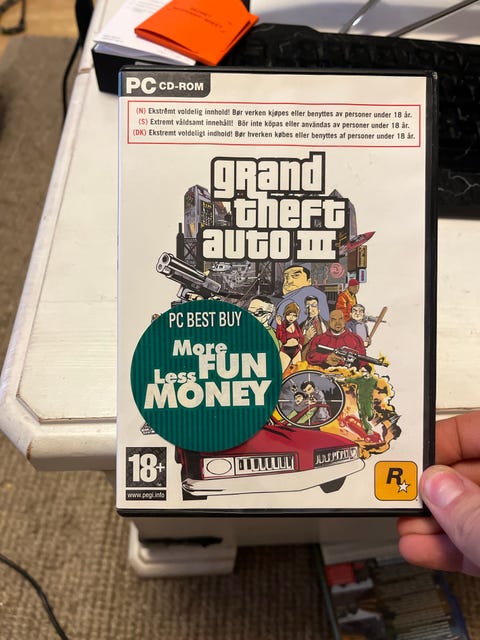 PC CD-ROM
(N) Ekstremt voldelig innhold! Bør verken kjøpes eller benyttes av personer under 18 år.
(S) Extremt våldsamt innehåll! Bör inte köpas eller användas av personer under 18 år.
(DK) Ekstremt voldeligt indhold! Bør hverken købes eller benyttes af personer under 18 år.
grand
theft
auto III
PC BEST BUY
More
FUN
Less
MONEY
18+
www.pegi.info
R